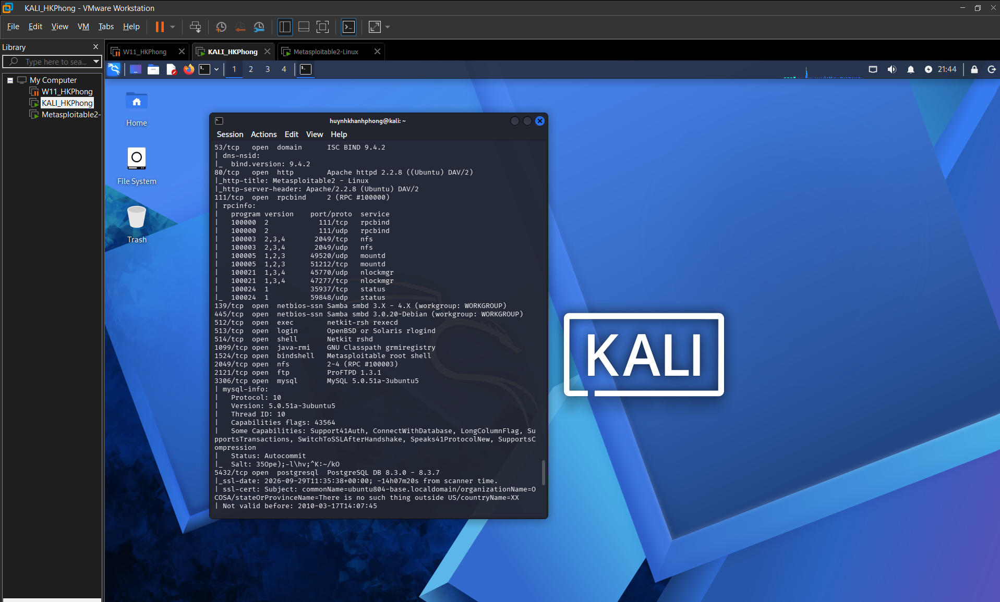 KALI_HKPhong - VMware Workstation
File Edit View VM Tabs Help
Library
Type here to sea...
My Computer
W11_HKPhong
KALI_HKPhong
Metasploitable2-
W11_HKPhong KALI_HKPhong Metasploitable2-Linux
1 2 3 4 21:44
Home
File System
Trash
huynhkhanhphong@kali: ~
Session Actions Edit View Help
53/tcp   open  domain      ISC BIND 9.4.2
| dns-nsid:
|_  bind.version: 9.4.2
80/tcp   open  http        Apache httpd 2.2.8 ((Ubuntu) DAV/2)
|_http-title: Metasploitable2 - Linux
|_http-server-header: Apache/2.2.8 (Ubuntu) DAV/2
111/tcp  open  rpcbind     2 (RPC #100000)
| rpcinfo:
|   program version    port/proto  service
|   100000  2            111/tcp   rpcbind
|   100000  2            111/udp   rpcbind
|   100003  2,3,4       2049/tcp   nfs
|   100003  2,3,4       2049/udp   nfs
|   100005  1,2,3      49520/udp   mountd
|   100005  1,2,3      51212/tcp   mountd
|   100021  1,3,4      45770/udp   nlockmgr
|   100021  1,3,4      47277/tcp   nlockmgr
|   100024  1          35937/tcp   status
|_  100024  1          59848/udp   status
139/tcp  open  netbios-ssn Samba smbd 3.X - 4.X (workgroup: WORKGROUP)
445/tcp  open  netbios-ssn Samba smbd 3.0.20-Debian (workgroup: WORKGROUP)
512/tcp  open  exec        netkit-rsh rexecd
513/tcp  open  login       OpenBSD or Solaris rlogind
514/tcp  open  shell       Netkit rshd
1099/tcp open  java-rmi    GNU Classpath grmiregistry
1524/tcp open  bindshell   Metasploitable root shell
2049/tcp open  nfs         2-4 (RPC #100003)
2121/tcp open  ftp         ProFTPD 1.3.1
3306/tcp open  mysql       MySQL 5.0.51a-3ubuntu5
| mysql-info:
|   Protocol: 10
|   Version: 5.0.51a-3ubuntu5
|   Thread ID: 10
|   Capabilities flags: 43564
|   Some Capabilities: Support41Auth, ConnectWithDatabase, LongColumnFlag, Su
pportsTransactions, SwitchToSSLAfterHandshake, Speaks41ProtocolNew, SupportsC
ompression
|   Status: Autocommit
|_  Salt: 35Ope);-l\hv;^K:~/kO
5432/tcp open  postgresql  PostgreSQL DB 8.3.0 - 8.3.7
|_ssl-date: 2026-09-29T11:35:38+00:00; -14h07m20s from scanner time.
| ssl-cert: Subject: commonName=ubuntu804-base.localdomain/organizationName=O
COSA/stateOrProvinceName=There is no such thing outside US/countryName=XX
| Not valid before: 2010-03-17T14:07:45
KALI